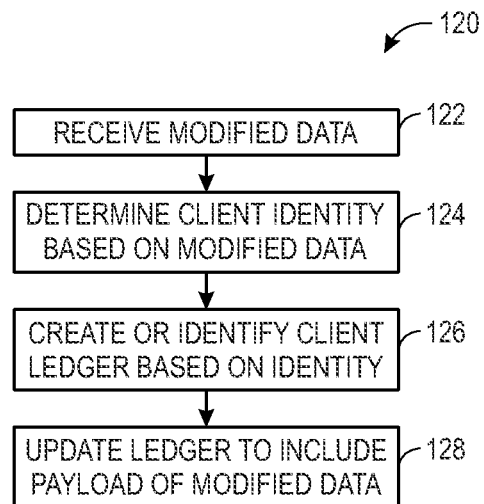 120
RECEIVE MODIFIED DATA
122
DETERMINE CLIENT IDENTITY
BASED ON MODIFIED DATA
124
CREATE OR IDENTIFY CLIENT
LEDGER BASED ON IDENTITY
126
UPDATE LEDGER TO INCLUDE
PAYLOAD OF MODIFIED DATA
128